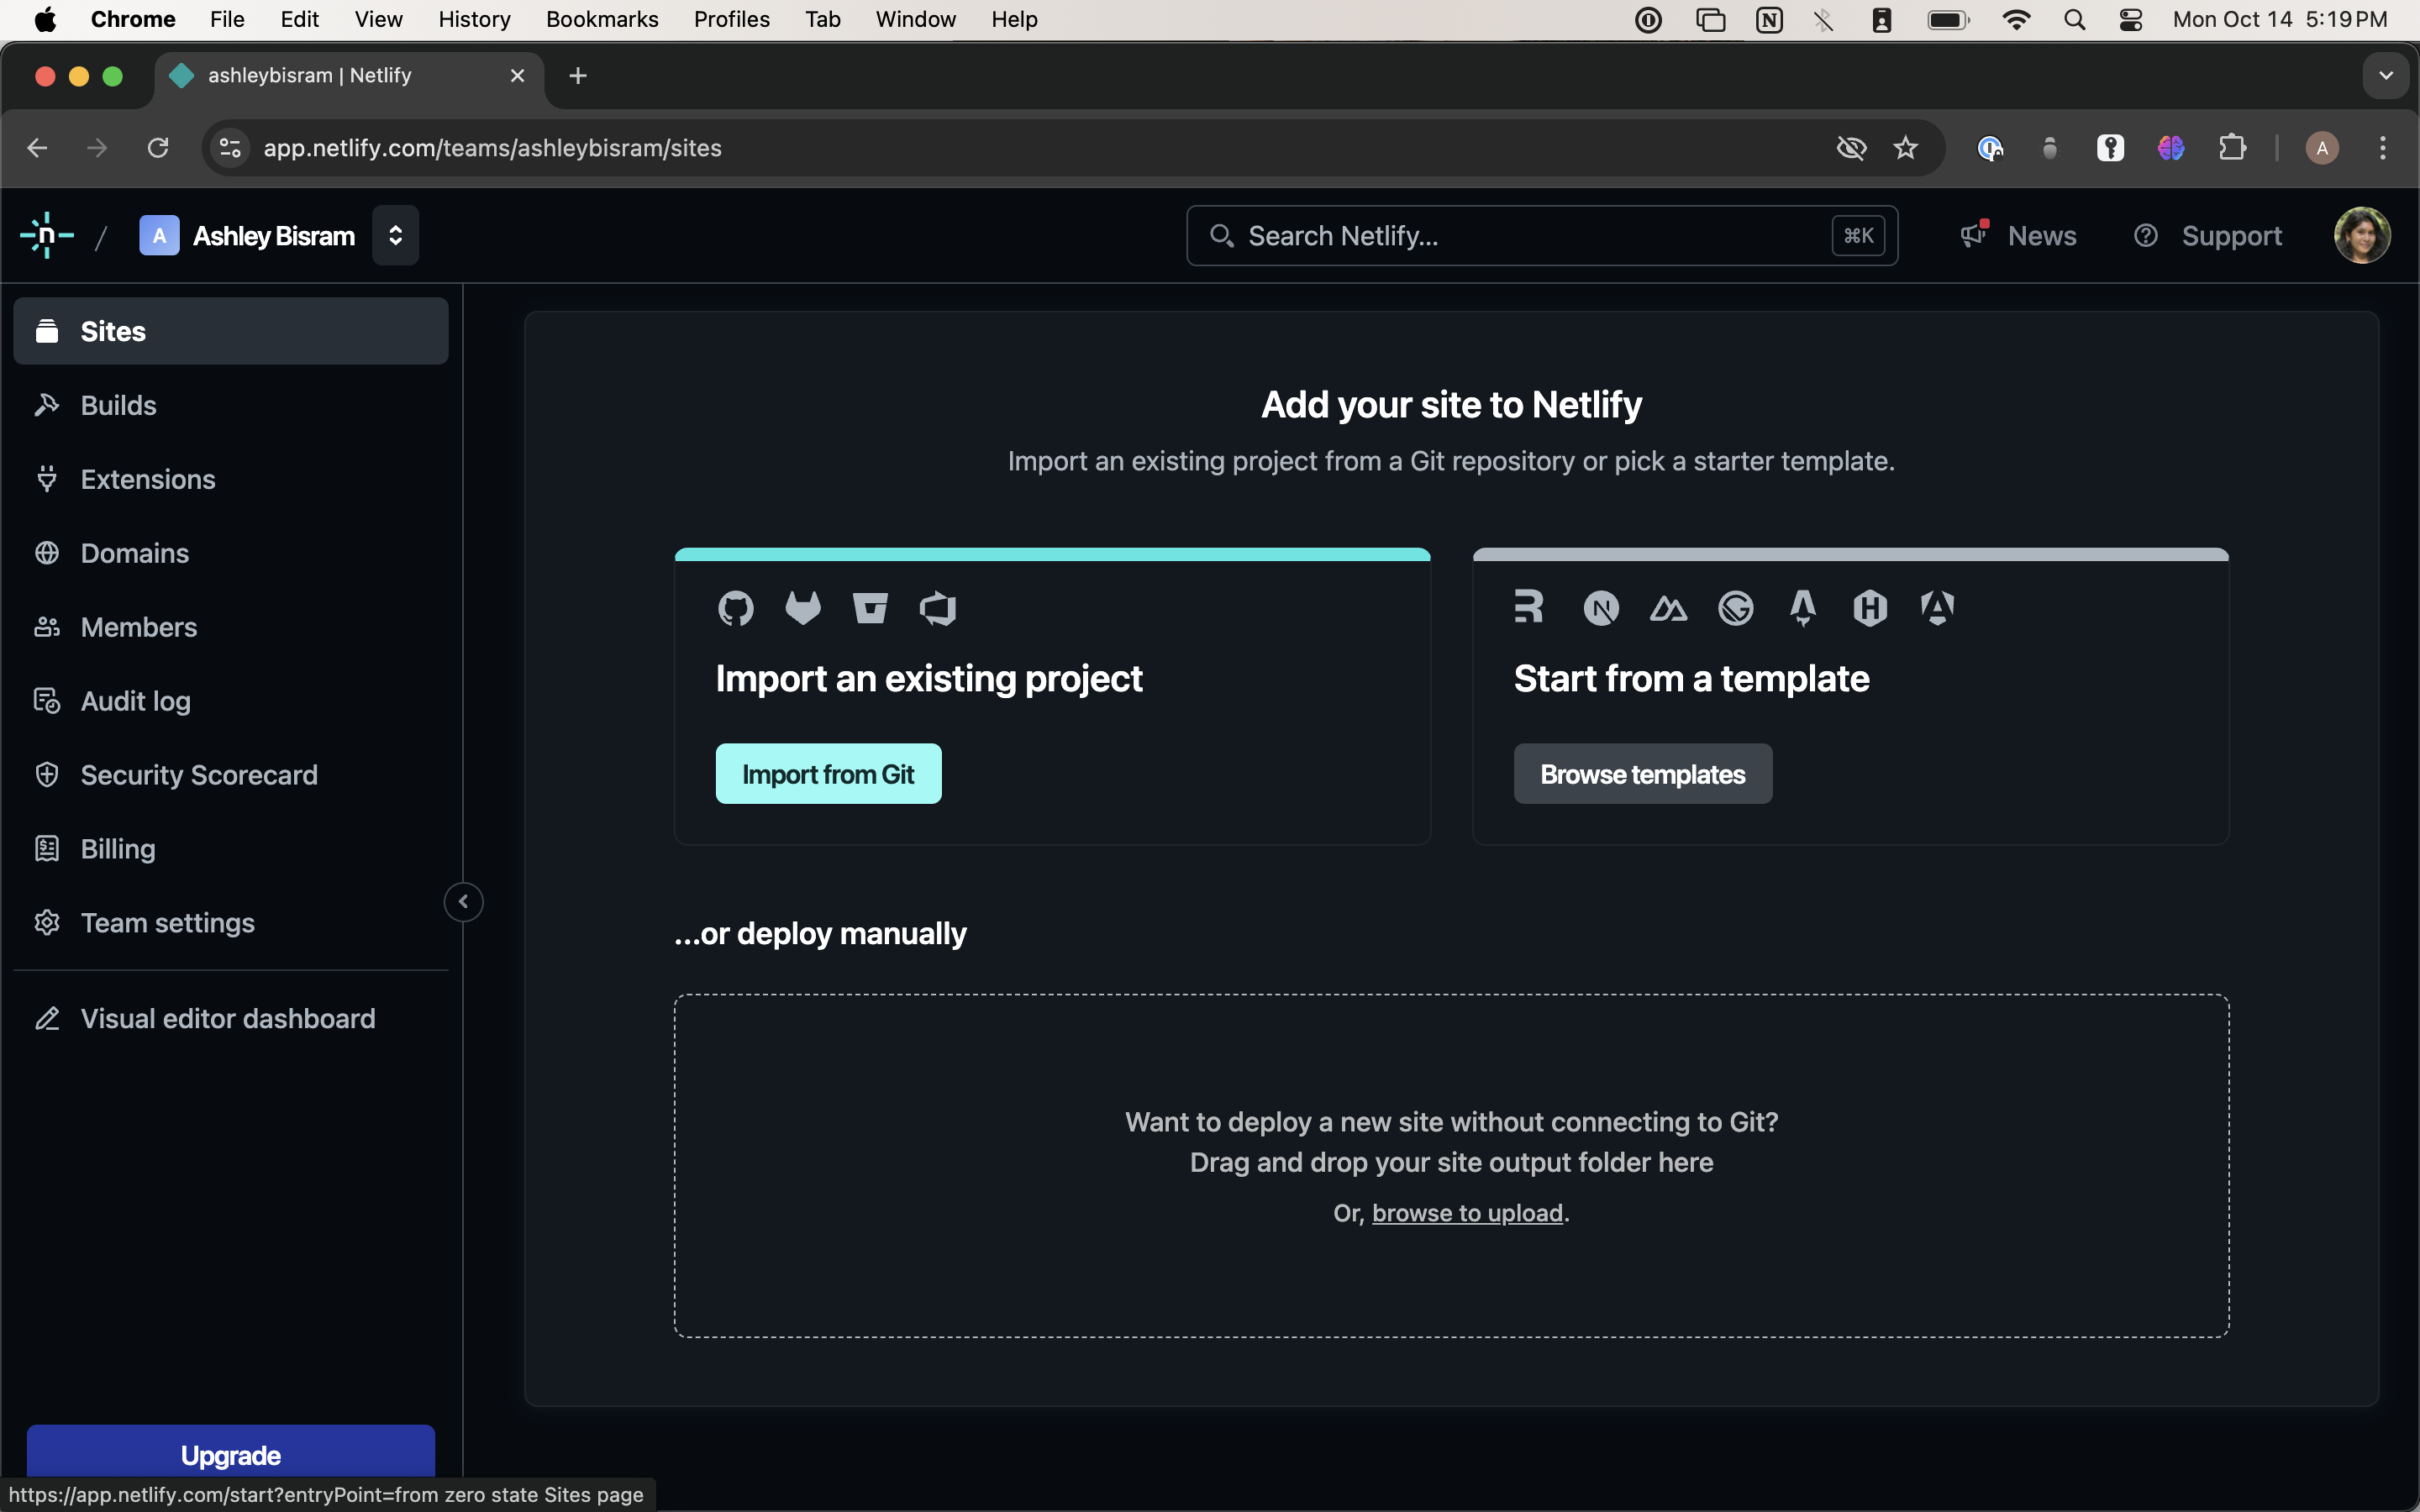 Chrome File Edit View History Bookmarks Profiles Tab Window Help Mon Oct 14 5:19 PM
ashleybisram | Netlify
app.netlify.com/teams/ashleybisram/sites
A
n / A Ashley Bisram
Search Netlify... ⌘K
News
Support
Sites
Builds
Extensions
Domains
Members
Audit log
Security Scorecard
Billing
Team settings
Visual editor dashboard
Upgrade
Add your site to Netlify
Import an existing project from a Git repository or pick a starter template.
Import an existing project
Import from Git
Start from a template
Browse templates
...or deploy manually
Want to deploy a new site without connecting to Git?
Drag and drop your site output folder here
Or, browse to upload.
https://app.netlify.com/start?entryPoint=from zero state Sites page